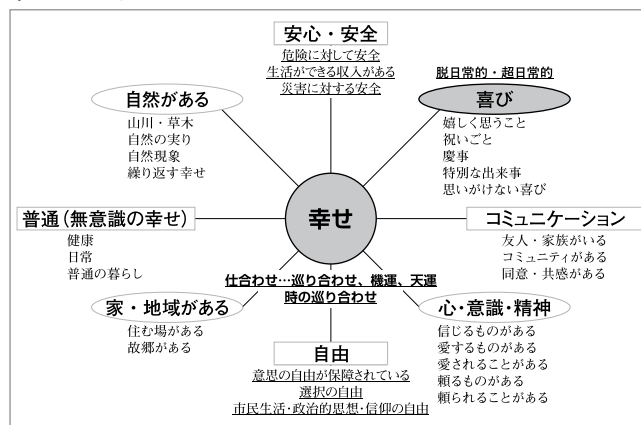 安心・安全
危険に対して安全
生活ができる収入がある
災害に対する安全
脱日常的・超日常的
喜び
嬉しく思うこと
祝いごと
慶事
特別な出来事
思いがけない喜び
自然がある
山川・草木
自然の実り
自然現象
繰り返す幸せ
幸せ
普通（無意識の幸せ）
健康
日常
普通の暮らし
コミュニケーション
友人・家族がいる
コミュニティがある
同意・共感がある
仕合わせ…巡り合わせ、機運、天運
時の巡り合わせ
家・地域がある
住む場がある
故郷がある
心・意識・精神
信じるものがある
愛するものがある
愛されることがある
頼るものがある
頼られることがある
自由
意思の自由が保障されている
選択の自由
市民生活・政治的思想・信仰の自由